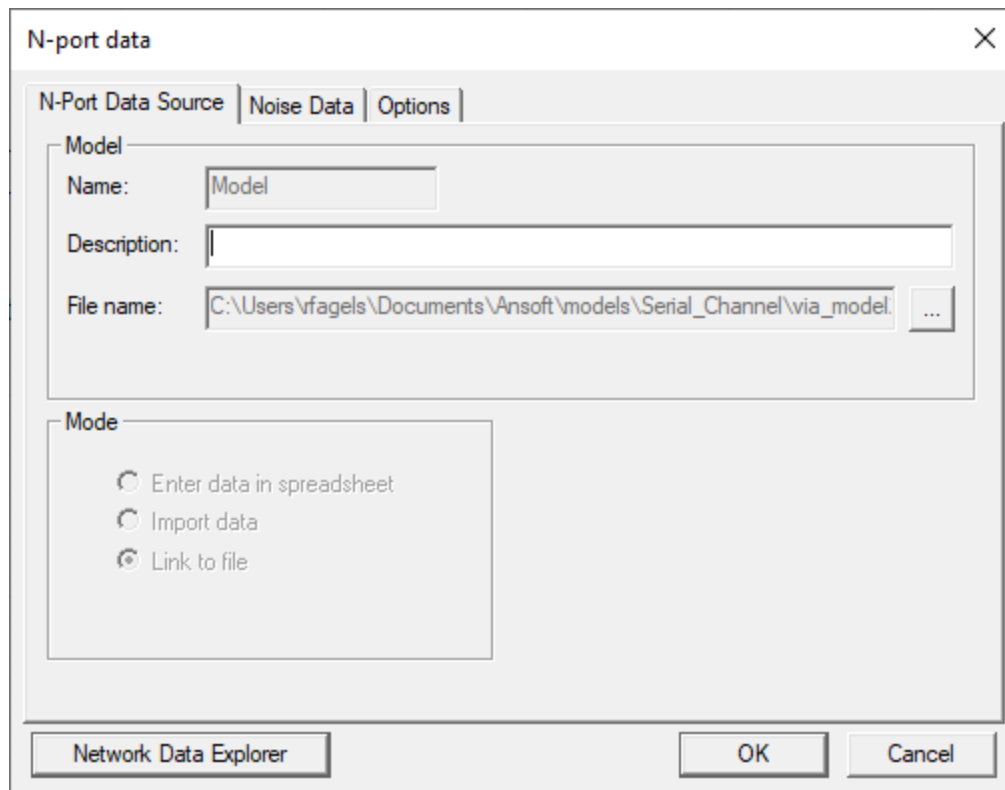 N-port data
N-Port Data Source Noise Data Options
Model
Name: Model
Description:
File name: C:\Users\rfagels\Documents\Ansoft\models\Serial_Channel\via_model. ...
Mode
Enter data in spreadsheet
Import data
Link to file
Network Data Explorer OK Cancel